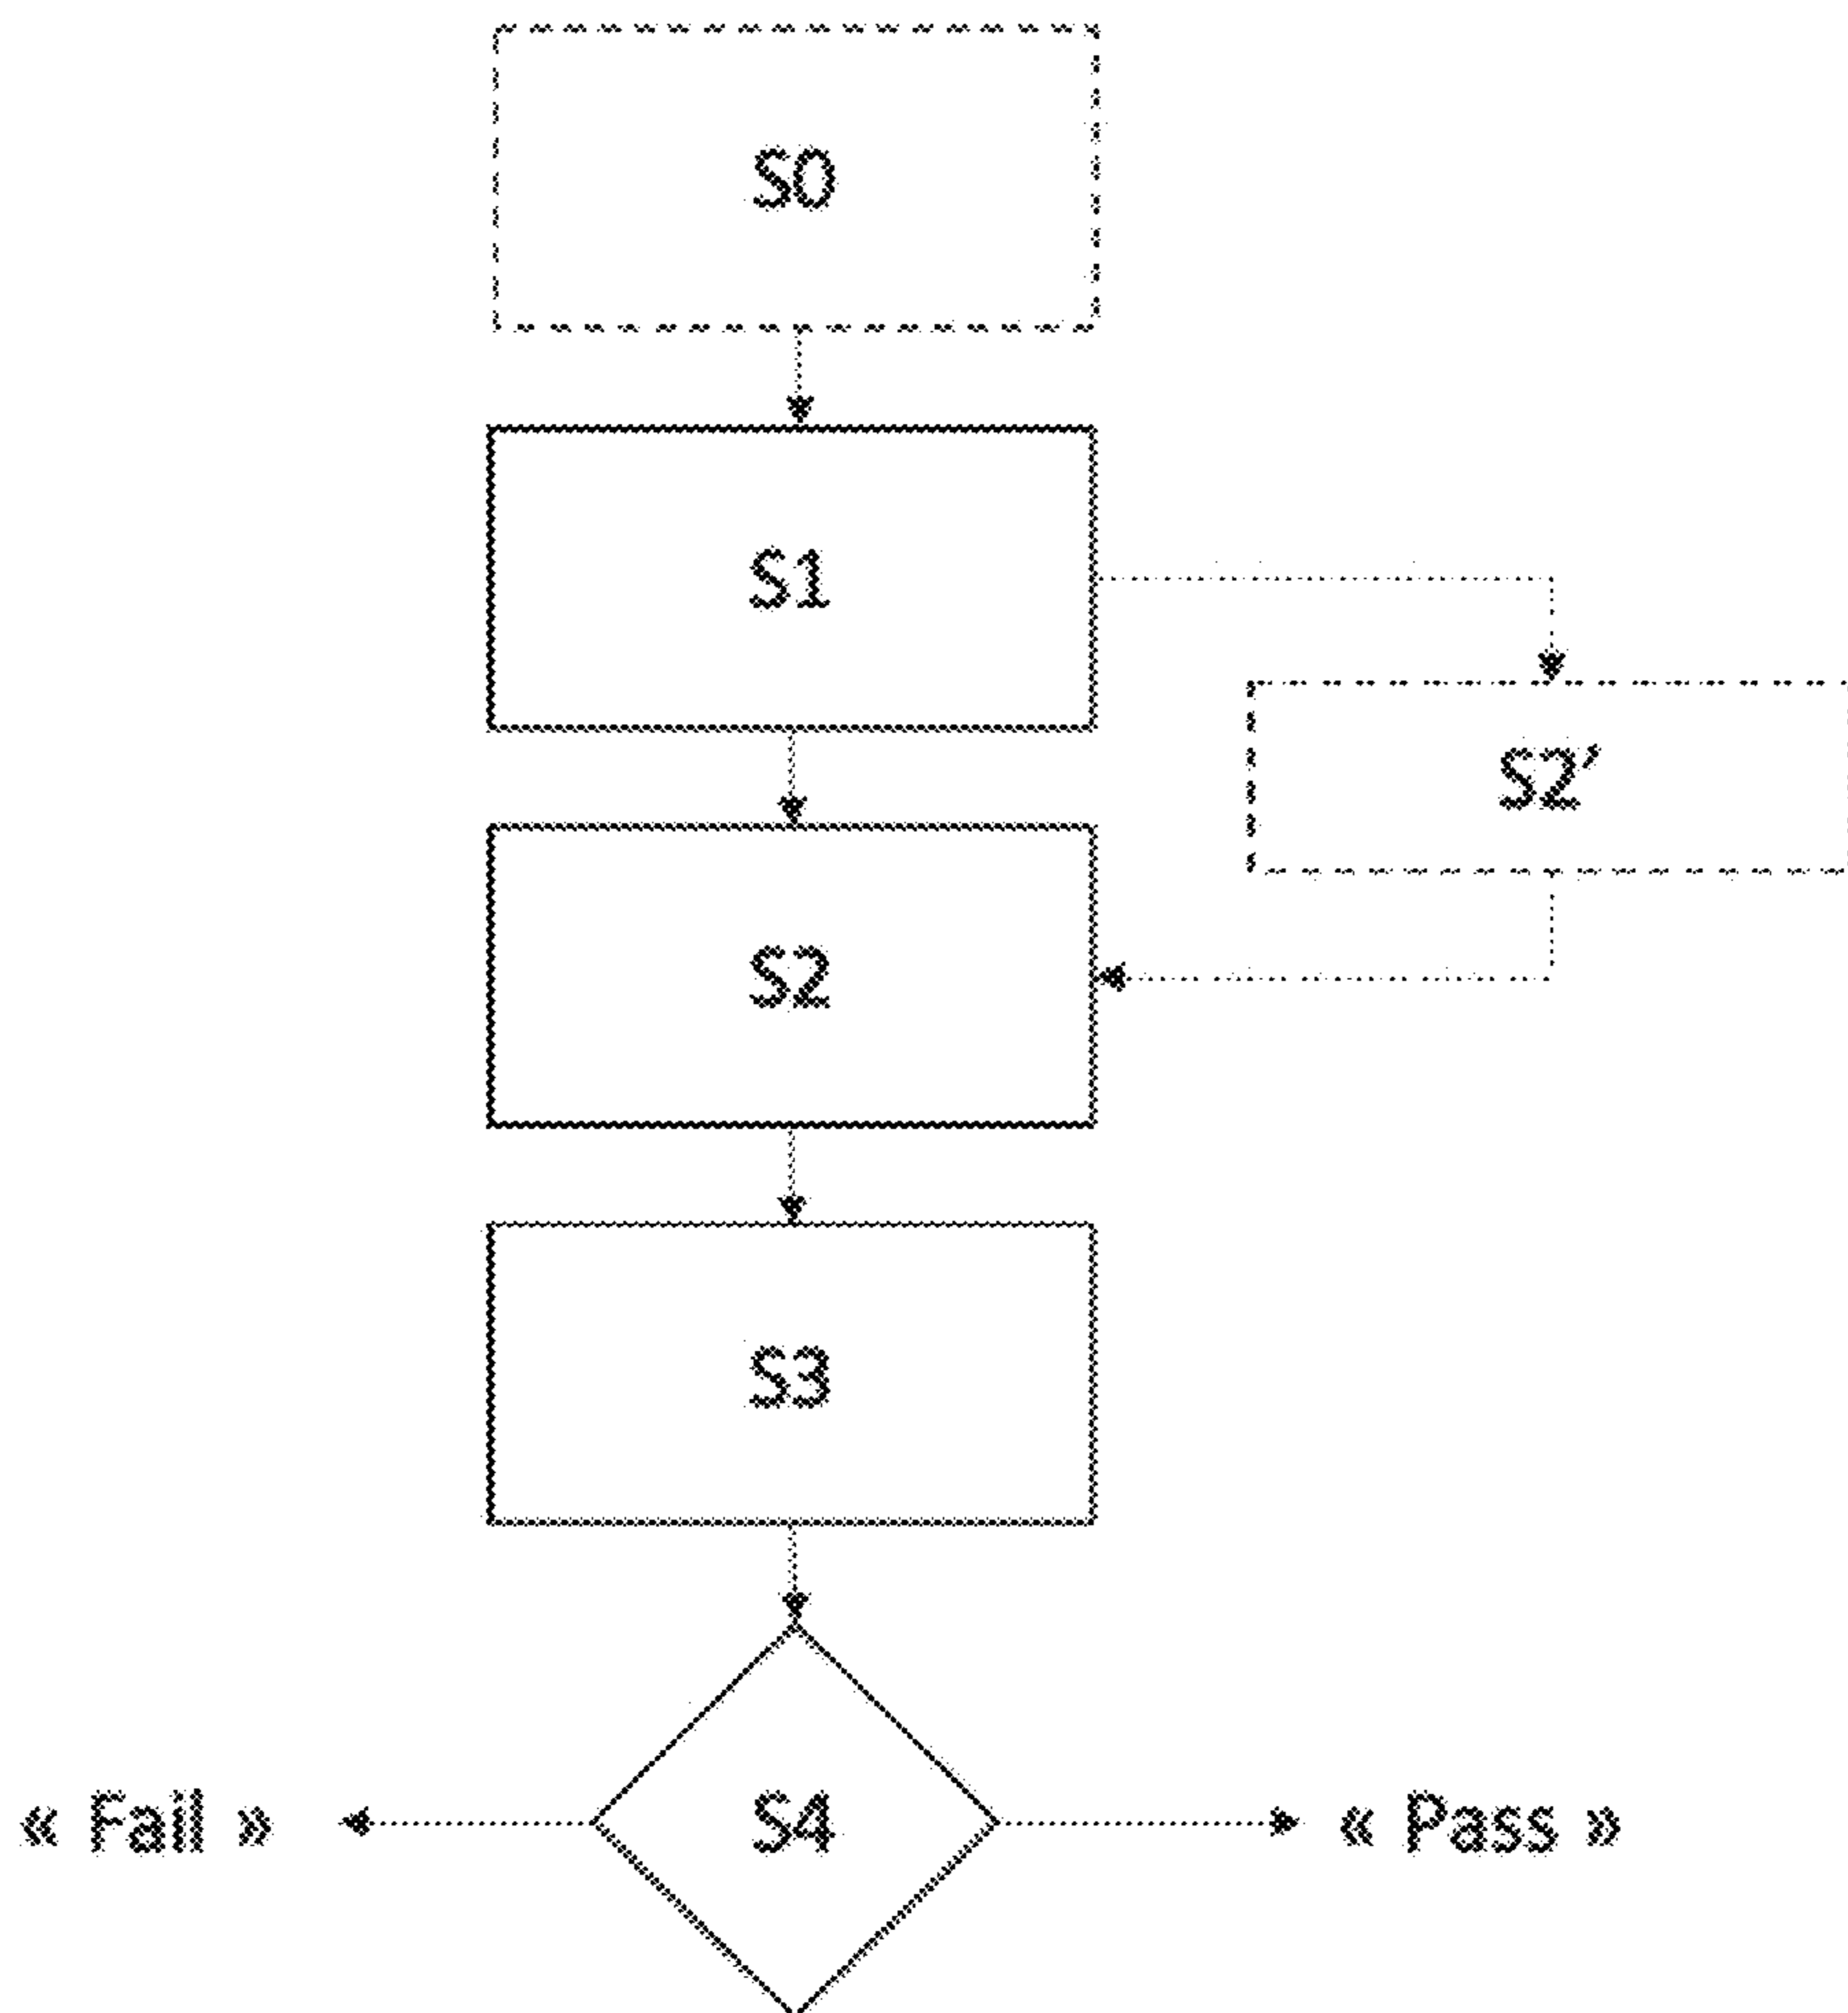 S0
S1
S2′
S2
S3
« Fail » S4 « Pass »